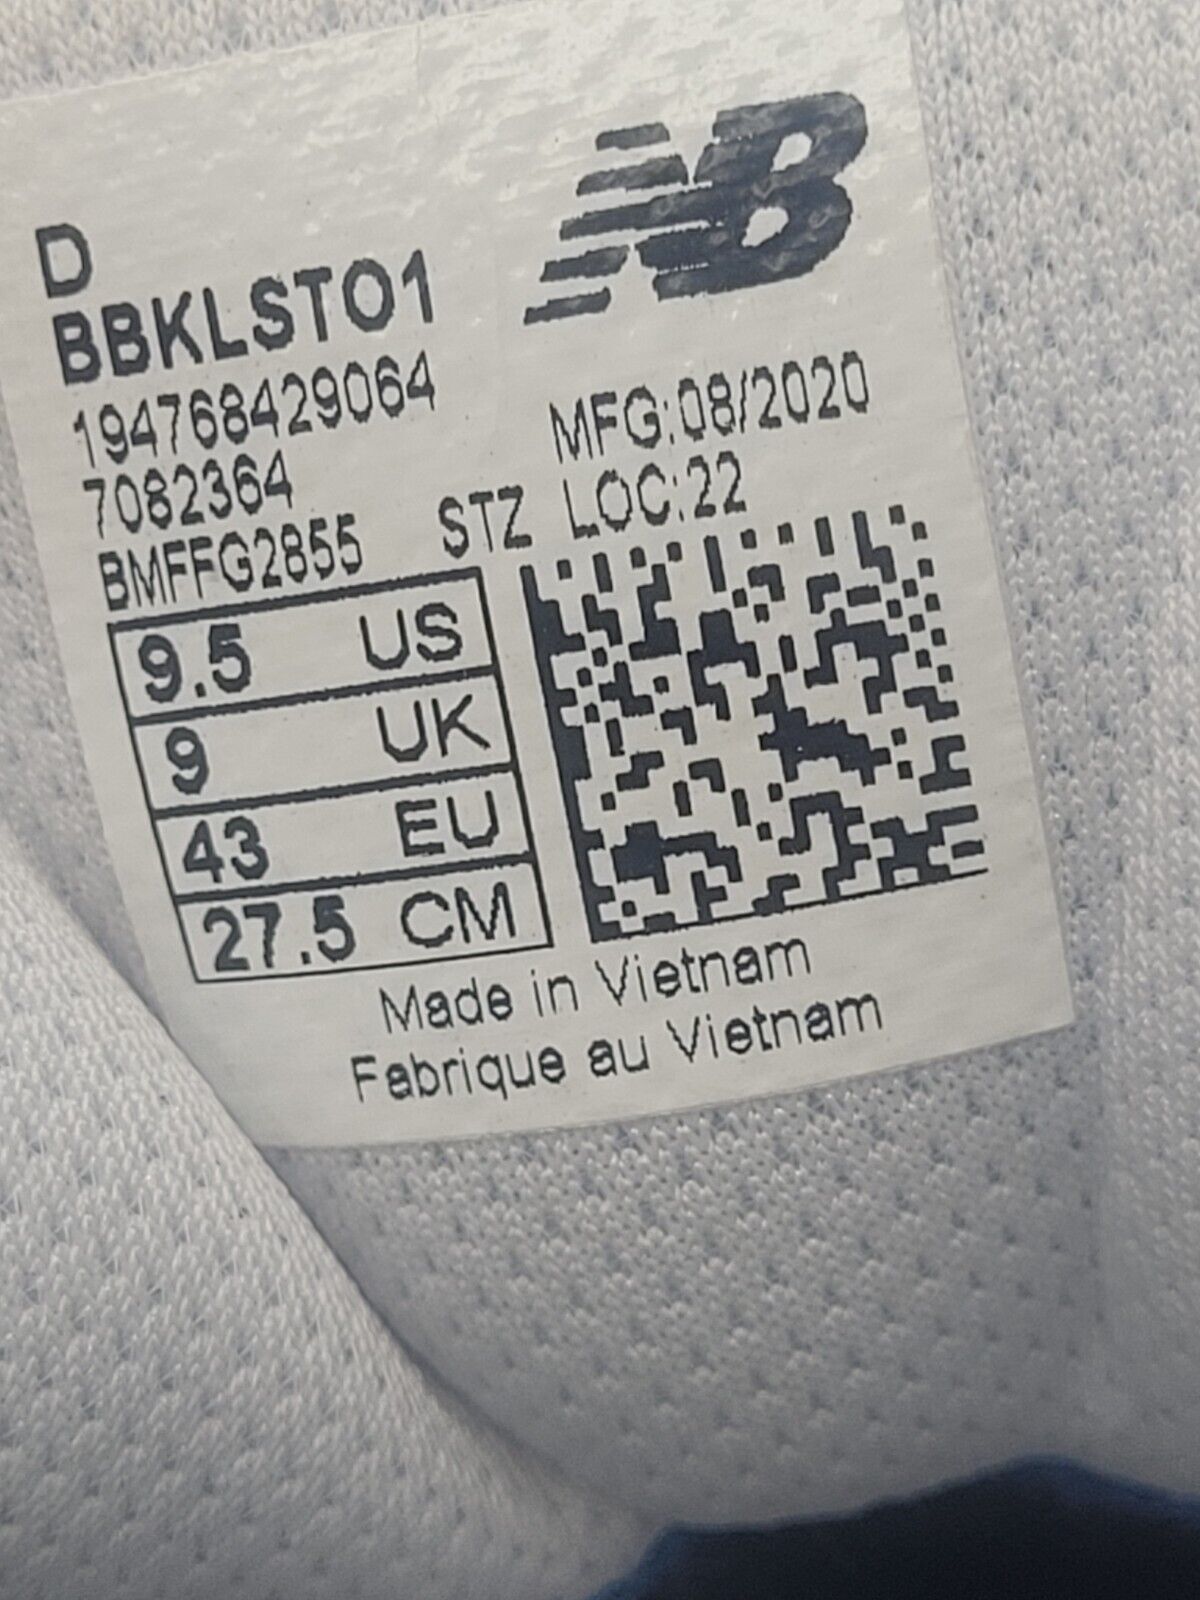 NB
D
BBKLSTO1
194768429064
MFG:08/2020
7082364
STZ LOC:22
BMFFG2855
9.5 US
9 UK
43 EU
27.5 CM
Made in Vietnam
Fabrique au Vietnam